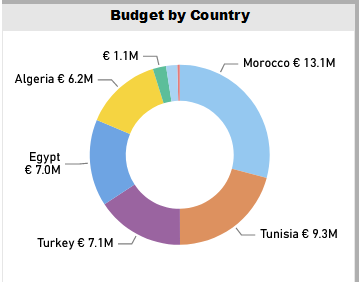 Budget by Country
€ 1.1M
Morocco € 13.1M
Algeria € 6.2M
Egypt
€ 7.0M
Turkey € 7.1M
Tunisia € 9.3M